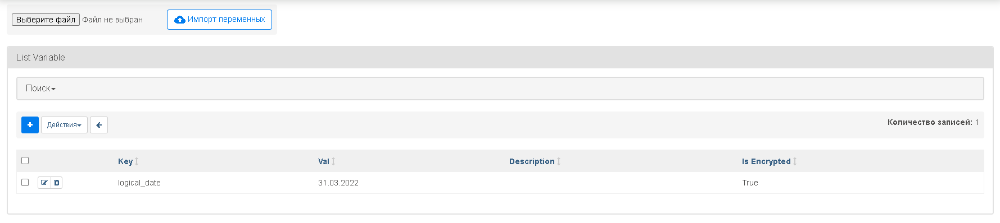 Выберите файл Файл не выбран Импорт переменных
List Variable
Поиск
Действия Количество записей: 1
Key Val Description Is Encrypted
logical_date 31.03.2022 True